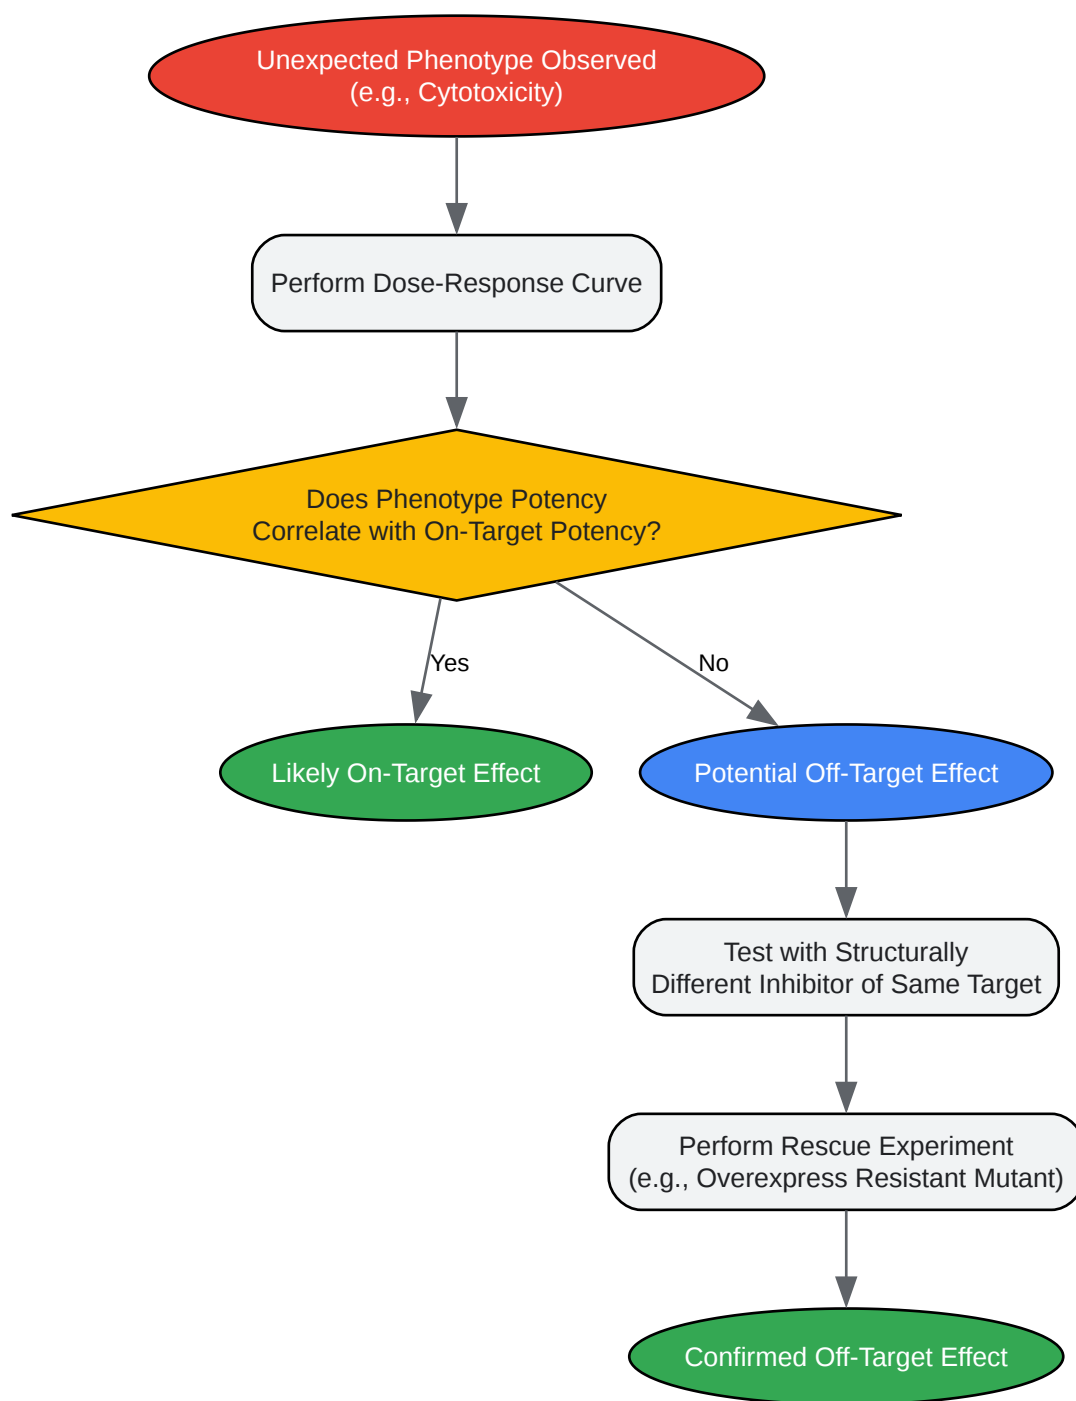 Unexpected Phenotype Observed
(e.g., Cytotoxicity)
Perform Dose-Response Curve
Does Phenotype Potency
Correlate with On-Target Potency?
Yes
No
Likely On-Target Effect
Potential Off-Target Effect
Test with Structurally
Different Inhibitor of Same Target
Perform Rescue Experiment
(e.g., Overexpress Resistant Mutant)
Confirmed Off-Target Effect